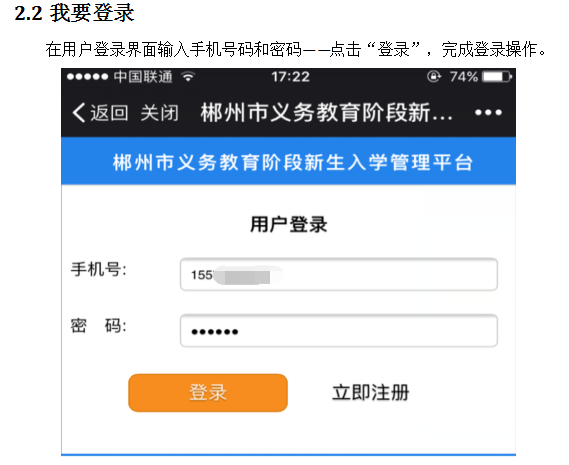 2.2 我要登录
在用户登录界面输入手机号码和密码——点击“登录”，完成登录操作。
中国联通 17:22 74%
返回 关闭 郴州市义务教育阶段新... •••
郴州市义务教育阶段新生入学管理平台
用户登录
手机号: 155
密 码: ••••••
登录 立即注册